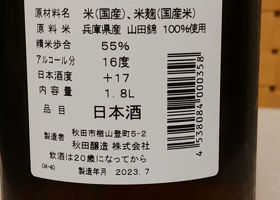 原材料名 米(国産)、米麹(国産米)
原料米 兵庫県産 山田錦 100%使用
精米歩合 55%
アルコール分 16度
日本酒度 +17
内容量 1.8L
品目 日本酒
製造者 秋田市楢山登町5-2
秋田醸造 株式会社
飲酒は20歳になってから
04-40 製造年月 2023.7
4538084000358